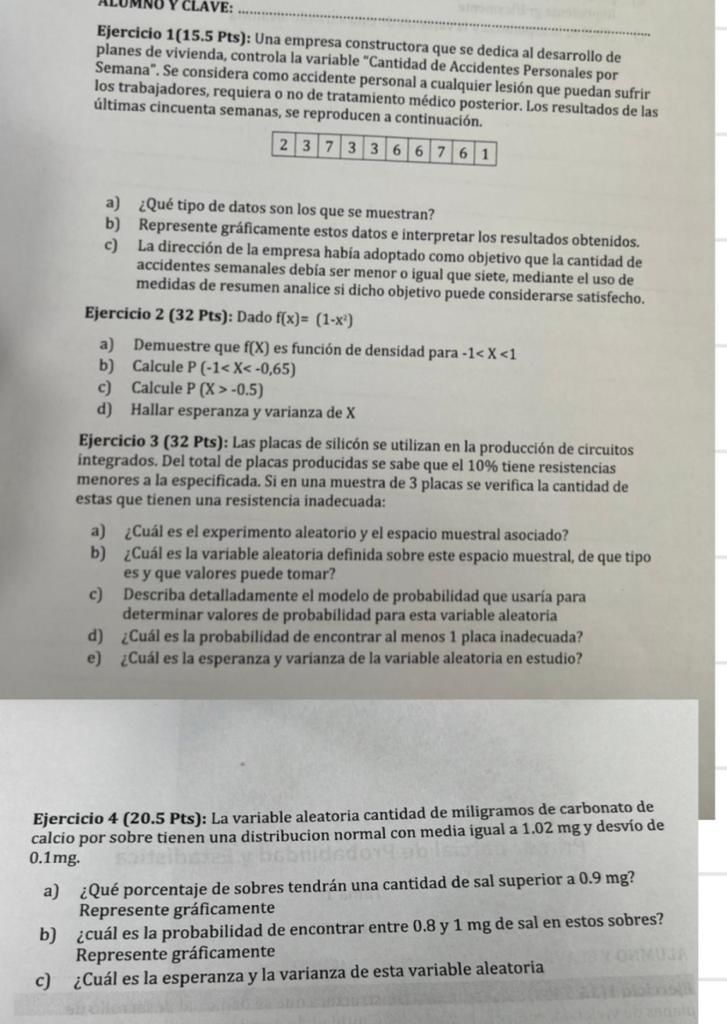 ALUMNO Y CLAVE: ........................................................
Ejercicio 1(15.5 Pts): Una empresa constructora que se dedica al desarrollo de
planes de vivienda, controla la variable "Cantidad de Accidentes Personales por
Semana". Se considera como accidente personal a cualquier lesión que puedan sufrir
los trabajadores, requiera o no de tratamiento médico posterior. Los resultados de las
últimas cincuenta semanas, se reproducen a continuación.
2 3 7 3 3 6 6 7 6 1
a) ¿Qué tipo de datos son los que se muestran?
b) Represente gráficamente estos datos e interpretar los resultados obtenidos.
c) La dirección de la empresa había adoptado como objetivo que la cantidad de
accidentes semanales debía ser menor o igual que siete, mediante el uso de
medidas de resumen analice si dicho objetivo puede considerarse satisfecho.
Ejercicio 2 (32 Pts): Dado f(x)= (1-x²)
a) Demuestre que f(X) es función de densidad para -1< X <1
b) Calcule P (-1< X< -0,65)
c) Calcule P (X > -0.5)
d) Hallar esperanza y varianza de X
Ejercicio 3 (32 Pts): Las placas de silicón se utilizan en la producción de circuitos
integrados. Del total de placas producidas se sabe que el 10% tiene resistencias
menores a la especificada. Si en una muestra de 3 placas se verifica la cantidad de
estas que tienen una resistencia inadecuada:
a) ¿Cuál es el experimento aleatorio y el espacio muestral asociado?
b) ¿Cuál es la variable aleatoria definida sobre este espacio muestral, de que tipo
es y que valores puede tomar?
c) Describa detalladamente el modelo de probabilidad que usaría para
determinar valores de probabilidad para esta variable aleatoria
d) ¿Cuál es la probabilidad de encontrar al menos 1 placa inadecuada?
e) ¿Cuál es la esperanza y varianza de la variable aleatoria en estudio?
Ejercicio 4 (20.5 Pts): La variable aleatoria cantidad de miligramos de carbonato de
calcio por sobre tienen una distribucion normal con media igual a 1.02 mg y desvío de
0.1mg.
a) ¿Qué porcentaje de sobres tendrán una cantidad de sal superior a 0.9 mg?
Represente gráficamente
b) ¿cuál es la probabilidad de encontrar entre 0.8 y 1 mg de sal en estos sobres?
Represente gráficamente
c) ¿Cuál es la esperanza y la varianza de esta variable aleatoria